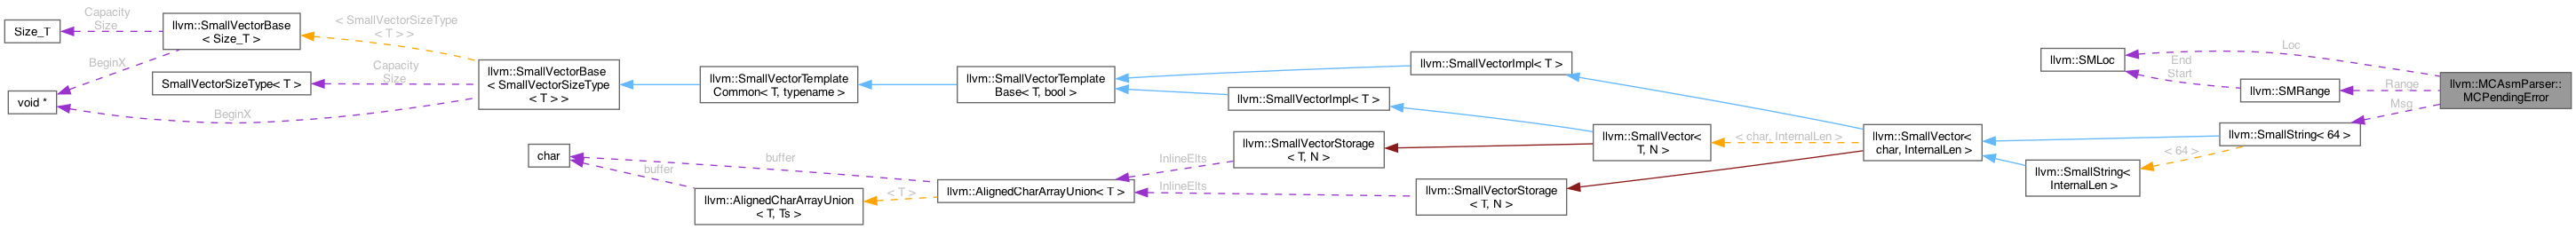 Size_T
Capacity
Size
llvm::SmallVectorBase
< Size_T >
< SmallVectorSizeType
< T > >
BeginX
SmallVectorSizeType< T >
void *
Capacity
Size
BeginX
llvm::SmallVectorBase
< SmallVectorSizeType
< T > >
llvm::SmallVectorTemplate
Common< T, typename >
llvm::SmallVectorTemplate
Base< T, bool >
llvm::SmallVectorImpl< T >
llvm::SmallVectorImpl< T >
char
buffer
buffer
llvm::AlignedCharArrayUnion
< T, Ts >
< T >
llvm::AlignedCharArrayUnion< T >
InlineElts
InlineElts
llvm::SmallVectorStorage
< T, N >
llvm::SmallVectorStorage
< T, N >
llvm::SmallVector<
T, N >
< char, InternalLen >
llvm::SmallVector<
char, InternalLen >
llvm::SmallString<
InternalLen >
< 64 >
llvm::SmallString< 64 >
llvm::SMLoc
End
Start
llvm::SMRange
Loc
Range
Msg
llvm::MCAsmParser::
MCPendingError